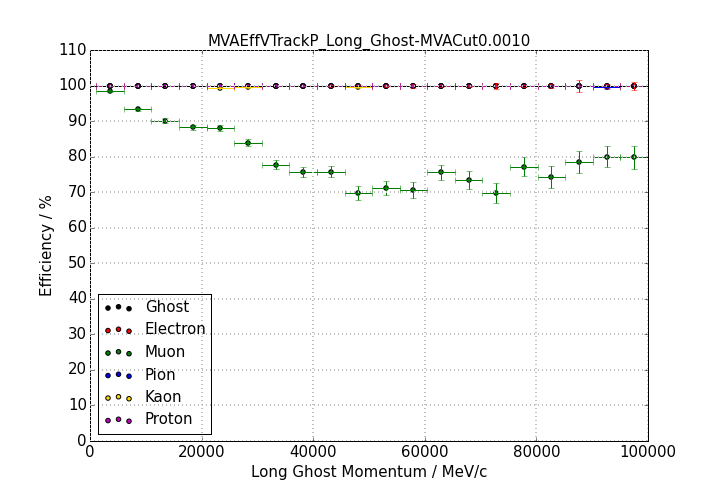 MVAEffVTrackP_Long_Ghost-MVACut0.0010
110
100
90
80
70
60
50
40
30
20
10
0
Efficiency / %
Ghost
Electron
Muon
Pion
Kaon
Proton
0 20000 40000 60000 80000 100000
Long Ghost Momentum / MeV/c